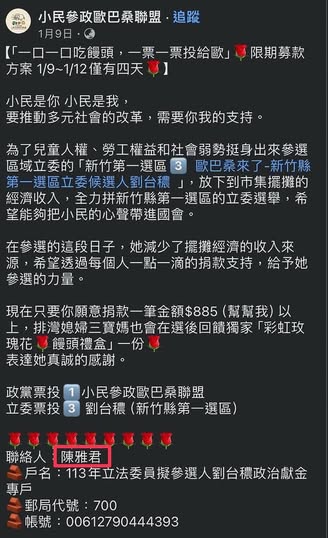 小民參政歐巴桑聯盟 · 追蹤
1月9日 ·
【「一口一口吃饅頭，一票一票投給歐」🌹限期募款
方案 1/9~1/12僅有四天🌹】
小民是你 小民是我，
要推動多元社會的改革，需要你我的支持。
為了兒童人權、勞工權益和社會弱勢挺身出來參選
區域立委的「新竹第一選區 3️⃣ 歐巴桑來了-新竹縣
第一選區立委候選人劉台穠 」，放下到市集擺攤的
經濟收入，全力拼新竹縣第一選區的立委選舉，希
望能夠把小民的心聲帶進國會。
在參選的這段日子，她減少了擺攤經濟的收入來
源，希望透過每個人一點一滴的捐款支持，給予她
參選的力量。
現在只要你願意捐款一筆金額$885 (幫幫我) 以
上，排灣媳婦三寶媽也會在選後回饋獨家「彩虹玫
瑰花🌹饅頭禮盒」一份🌹
表達她真誠的感謝。
政黨票投 1️⃣小民參政歐巴桑聯盟
立委票投 3️⃣ 劉台穠 (新竹縣第一選區)
🌹🌹🌹🌹🌹🌹🌹🌹🌹
聯絡人：陳雅君
戶名：113年立法委員擬參選人劉台穠政治獻金
專戶
郵局代號：700
帳號：00612790444393